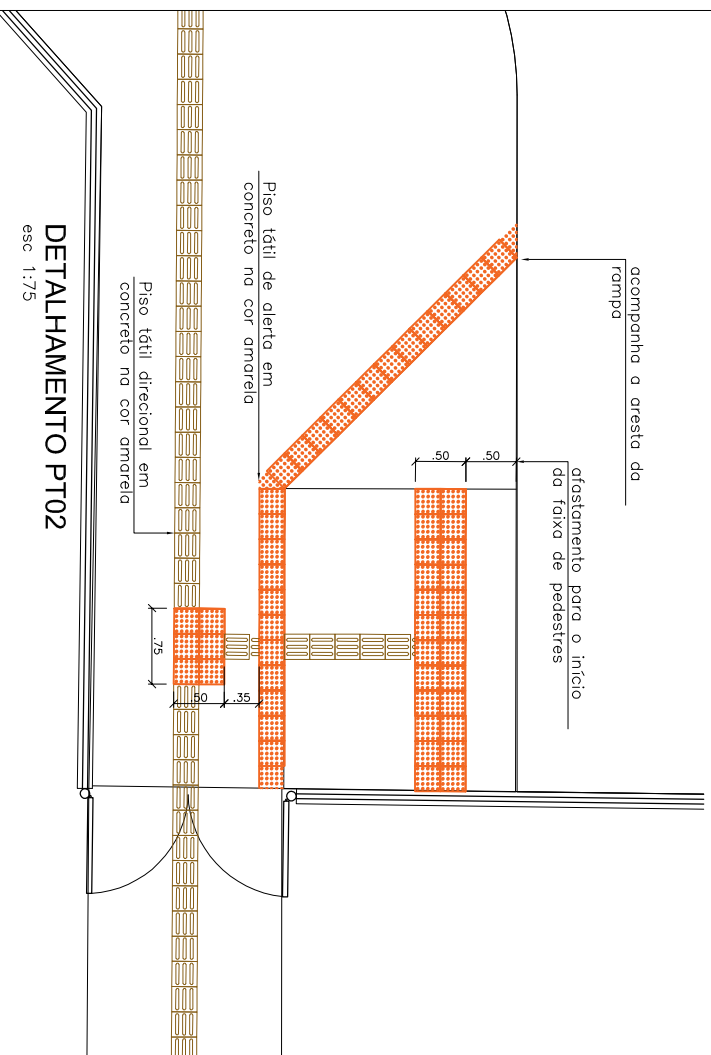 acompanha a aresta da
rampa
afastamento para o início
da faixa de pedestres
.50
.50
Piso tátil de alerta em
concreto na cor amarela
Piso tátil direcional em
concreto na cor amarela
.75
.50
.35
DETALHAMENTO PT02
esc 1:75